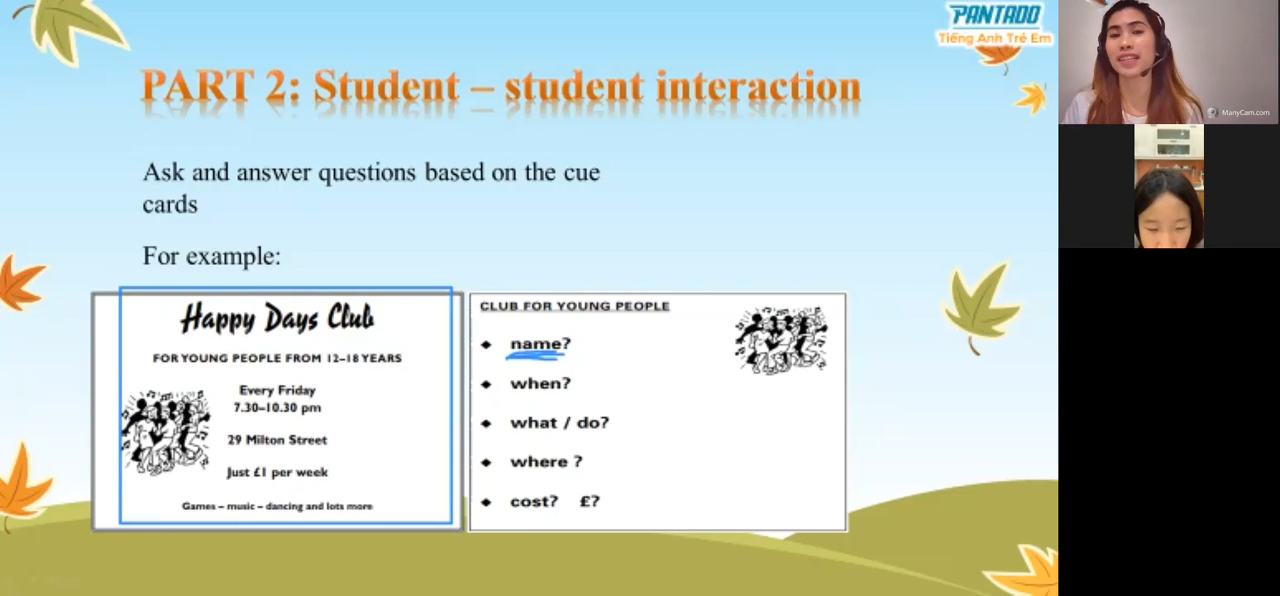 PANTADO
Tiếng Anh Trẻ Em
ManyCam.com
PART 2: Student – student interaction
Ask and answer questions based on the cue
cards
For example:
Happy Days Club
FOR YOUNG PEOPLE FROM 12–18 YEARS
Every Friday
7.30–10.30 pm
29 Milton Street
Just £1 per week
Games – music – dancing and lots more
CLUB FOR YOUNG PEOPLE
◆ name?
◆ when?
◆ what / do?
◆ where ?
◆ cost? £?